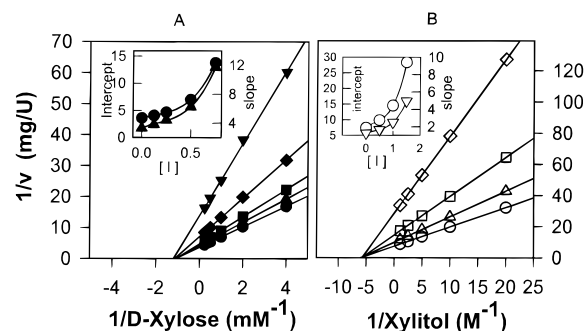 A
B
70
60
50
40
30
20
10
0
1/v (mg/U)
15
10
5
0
Intercept
12
8
4
slope
0.0 0.5
[ I ]
-4 -2 0 2 4
1/D-Xylose (mM⁻¹)
30
25
20
15
10
5
intercept
10
8
6
4
2
slope
0 1 2
[ I ]
120
100
80
60
40
20
0
-10 -5 0 5 10 15 20 25
1/Xylitol (M⁻¹)